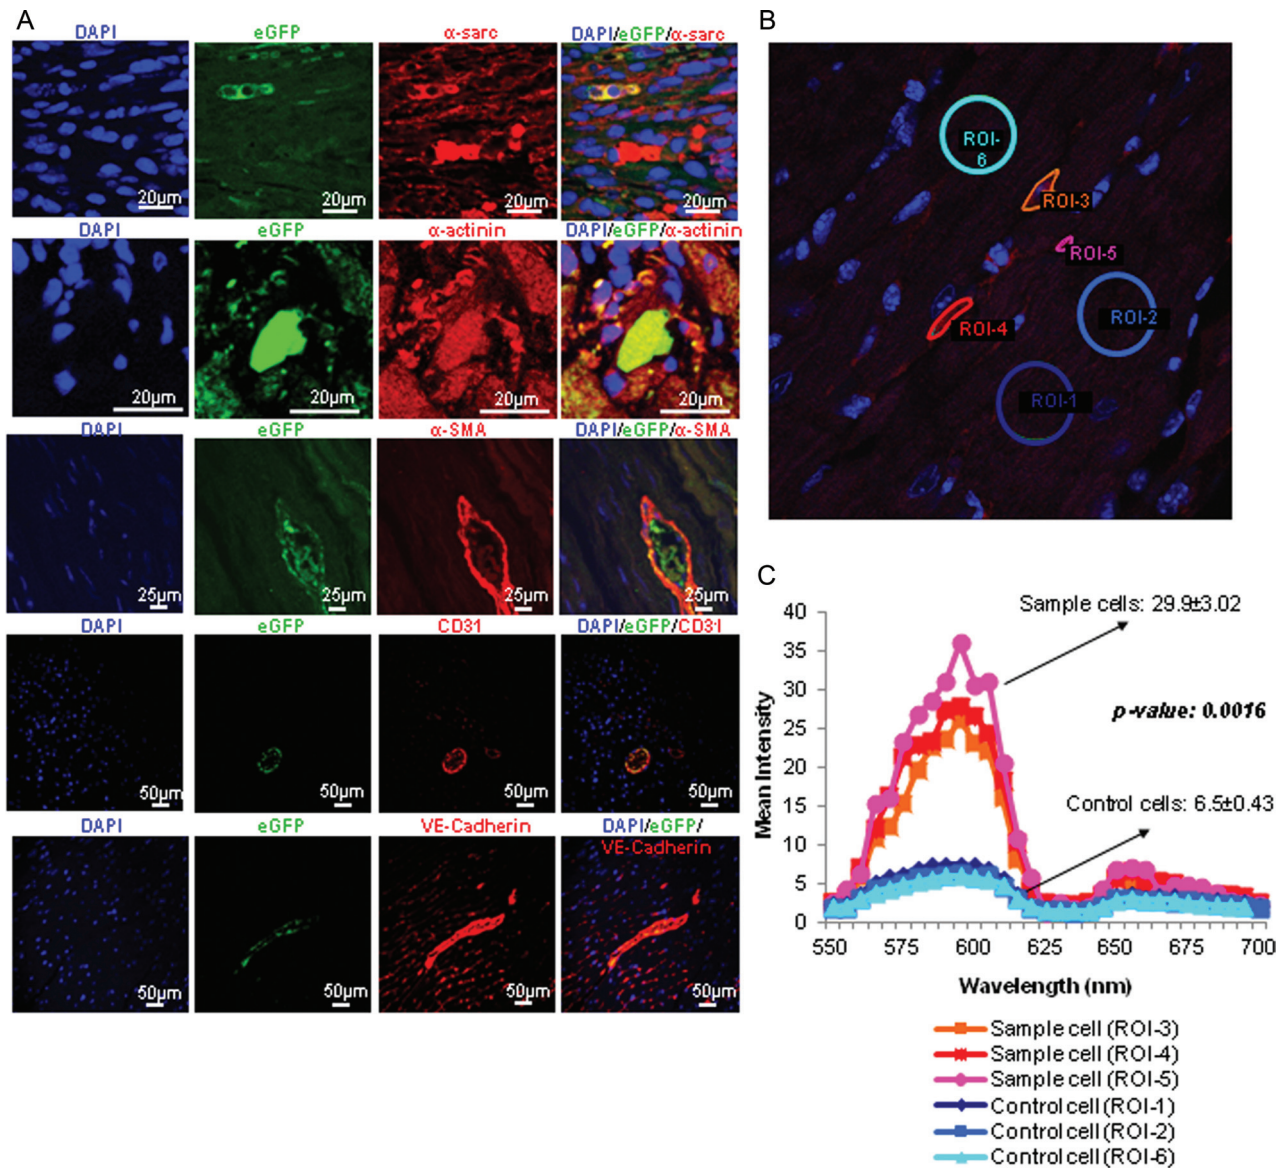 A
DAPI eGFP α-sarc DAPI/eGFP/α-sarc
20µm 20µm 20µm 20µm
DAPI eGFP α-actinin DAPI/eGFP/α-actinin
20µm 20µm 20µm 20µm
DAPI eGFP α-SMA DAPI/eGFP/α-SMA
25µm 25µm 25µm 25µm
DAPI eGFP CD31 DAPI/eGFP/CD31
50µm 50µm 50µm 50µm
DAPI eGFP VE-Cadherin DAPI/eGFP/
VE-Cadherin
50µm 50µm 50µm 50µm
B
ROI-
6
ROI-3
ROI-5
ROI-2
ROI-4
ROI-1
C
Sample cells: 29.9±3.02
p-value: 0.0016
Control cells: 6.5±0.43
Mean Intensity
40
35
30
25
20
15
10
5
0
550 575 600 625 650 675 700
Wavelength (nm)
Sample cell (ROI-3)
Sample cell (ROI-4)
Sample cell (ROI-5)
Control cell (ROI-1)
Control cell (ROI-2)
Control cell (ROI-6)